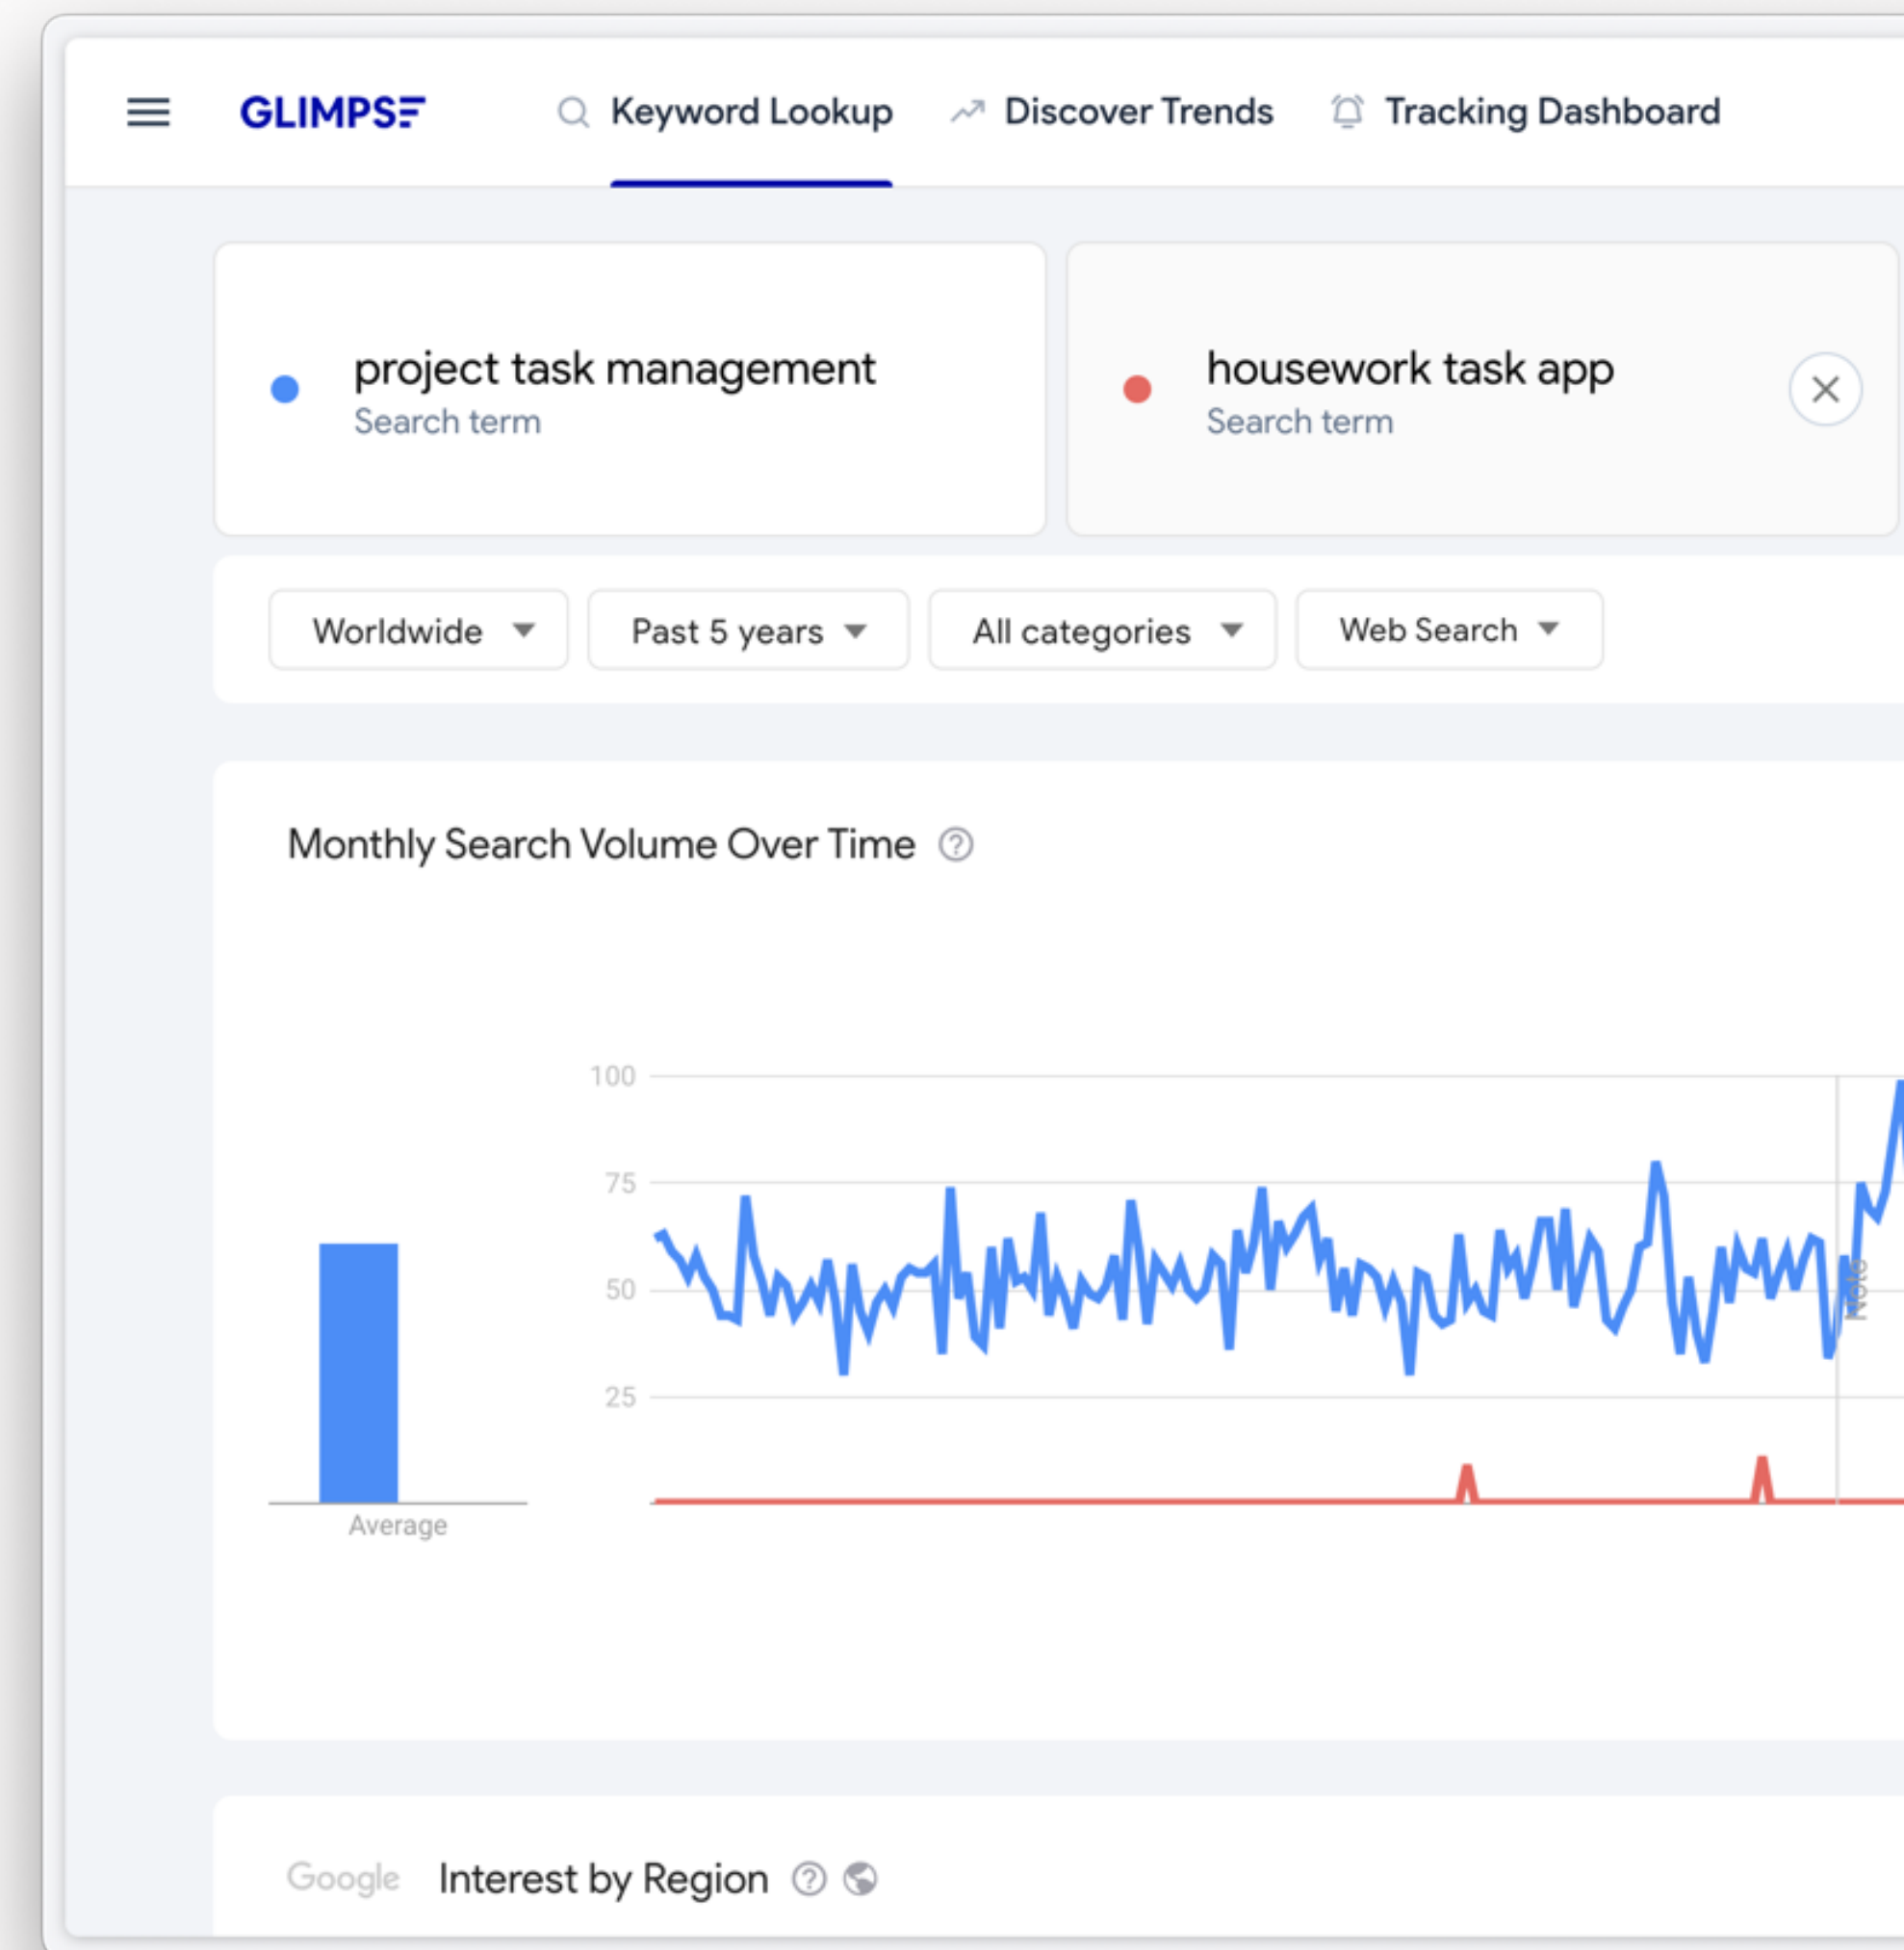 GLIMPSE Keyword Lookup Discover Trends Tracking Dashboard
project task management
Search term
housework task app
Search term
Worldwide Past 5 years All categories Web Search
Monthly Search Volume Over Time
100
75
50
25
Average
Note
Google Interest by Region